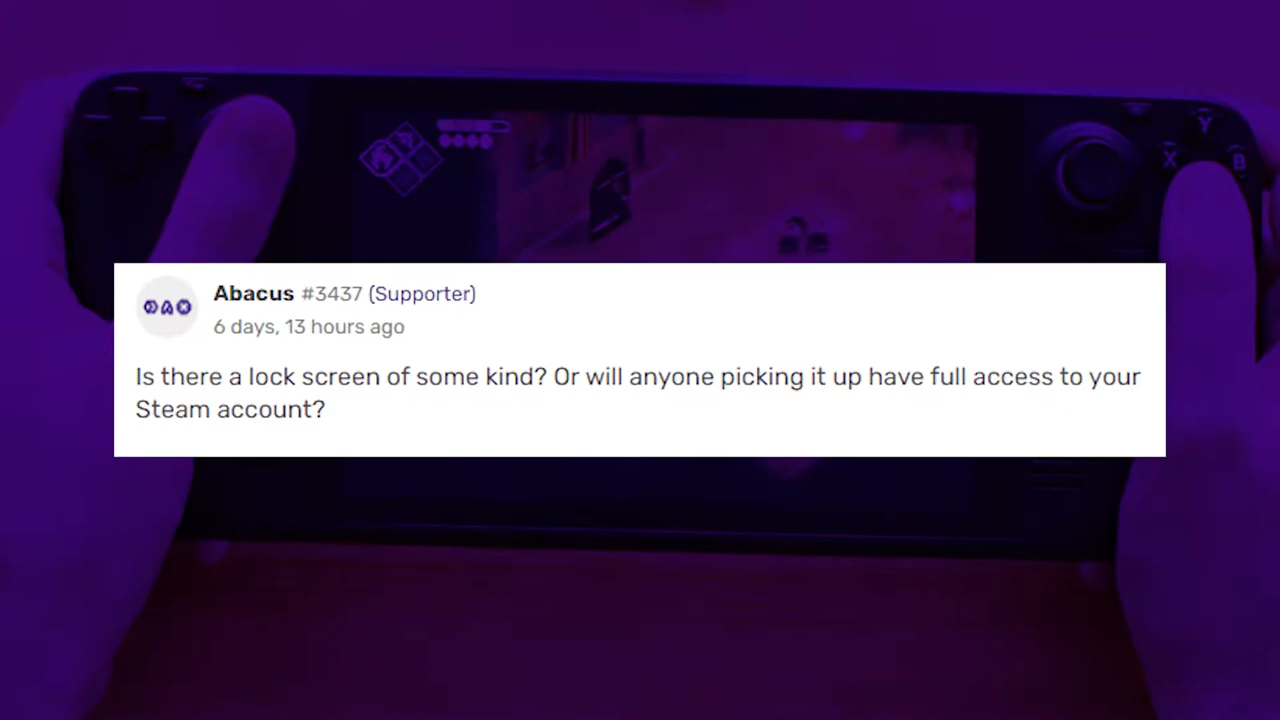 Y
X
B
Abacus #3437 (Supporter)
6 days, 13 hours ago
Is there a lock screen of some kind? Or will anyone picking it up have full access to your
Steam account?